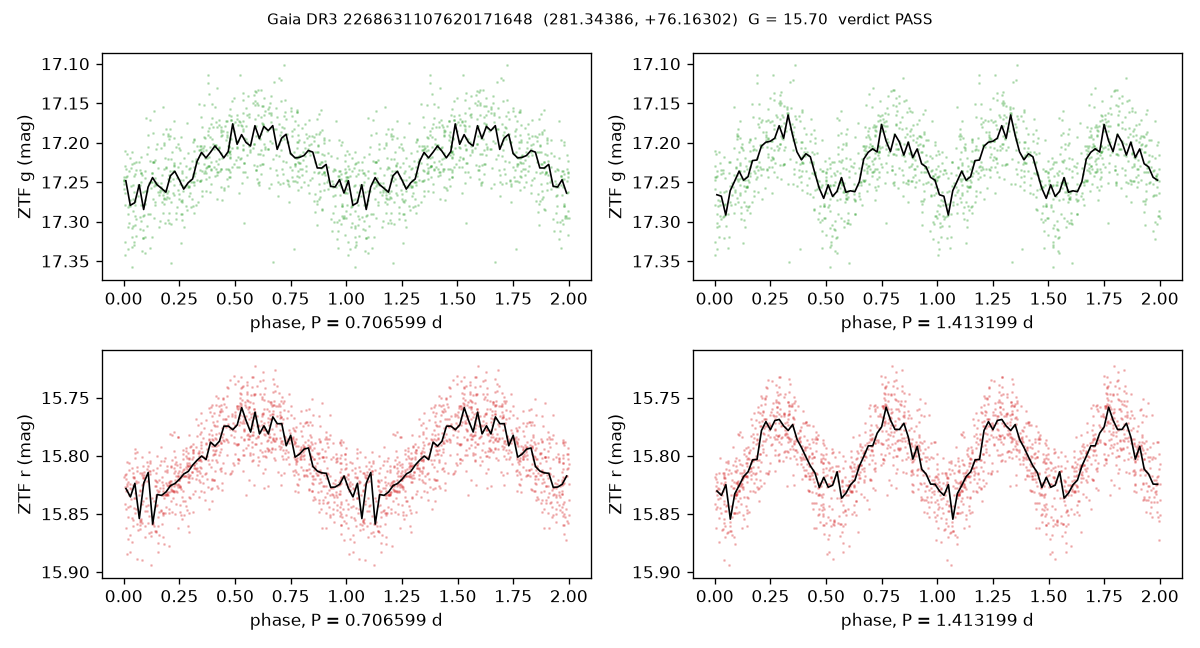 Gaia DR3 2268631107620171648 (281.34386, +76.16302) G = 15.70 verdict PASS
ZTF g (mag)
17.10
17.15
17.20
17.25
17.30
17.35
0.00 0.25 0.50 0.75 1.00 1.25 1.50 1.75 2.00
phase, P = 0.706599 d
ZTF g (mag)
17.10
17.15
17.20
17.25
17.30
17.35
0.00 0.25 0.50 0.75 1.00 1.25 1.50 1.75 2.00
phase, P = 1.413199 d
ZTF r (mag)
15.75
15.80
15.85
15.90
0.00 0.25 0.50 0.75 1.00 1.25 1.50 1.75 2.00
phase, P = 0.706599 d
ZTF r (mag)
15.75
15.80
15.85
15.90
0.00 0.25 0.50 0.75 1.00 1.25 1.50 1.75 2.00
phase, P = 1.413199 d